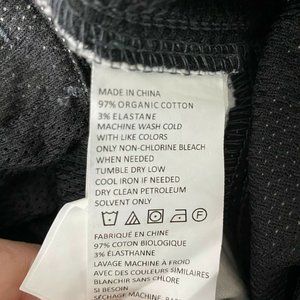 MADE IN CHINA
97% ORGANIC COTTON
3% ELASTANE
MACHINE WASH COLD
WITH LIKE COLORS
ONLY NON-CHLORINE BLEACH
WHEN NEEDED
TUMBLE DRY LOW
COOL IRON IF NEEDED
DRY CLEAN PETROLEUM
SOLVENT ONLY
FABRIQUÉ EN CHINE
97% COTON BIOLOGIQUE
3% ÉLASTHANNE
LAVAGE MACHINE À FROID
AVEC DES COULEURS SIMILAIRES
BLANCHIR SANS CHLORE
SI BESOIN
SÉCHAGE MACHINE,